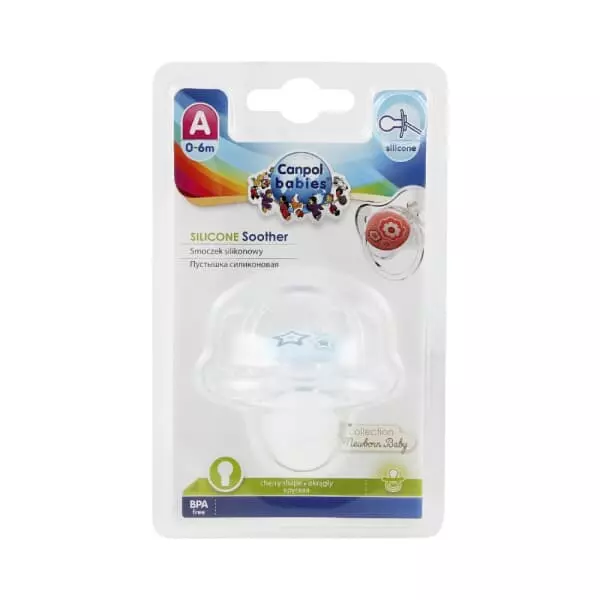 A
0-6m
silicone
Canpol
babies
SILICONE Soother
Smoczek silikonowy
Пустышка силиконовая
Collection
Newborn Baby
cherry shape • okrągły
круглая
BPA
free